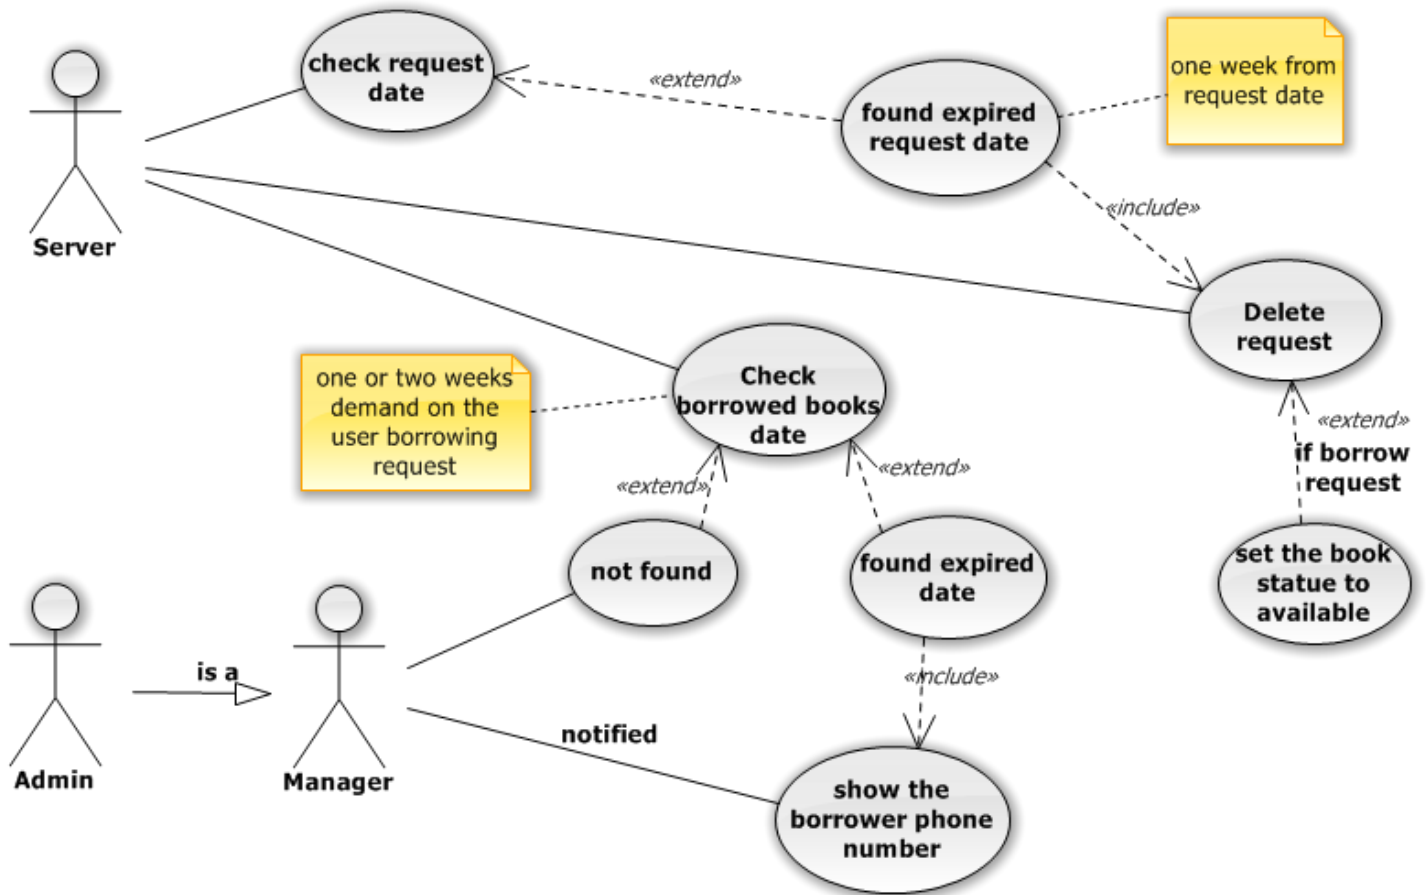 check request
date
«extend»
found expired
request date
one week from
request date
Server
«include»
Delete
request
one or two weeks
demand on the
user borrowing
request
Check
borrowed books
date
«extend»
«extend»
«extend»
if borrow
request
not found
found expired
date
set the book
statue to
available
is a
«include»
notified
Admin
Manager
show the
borrower phone
number